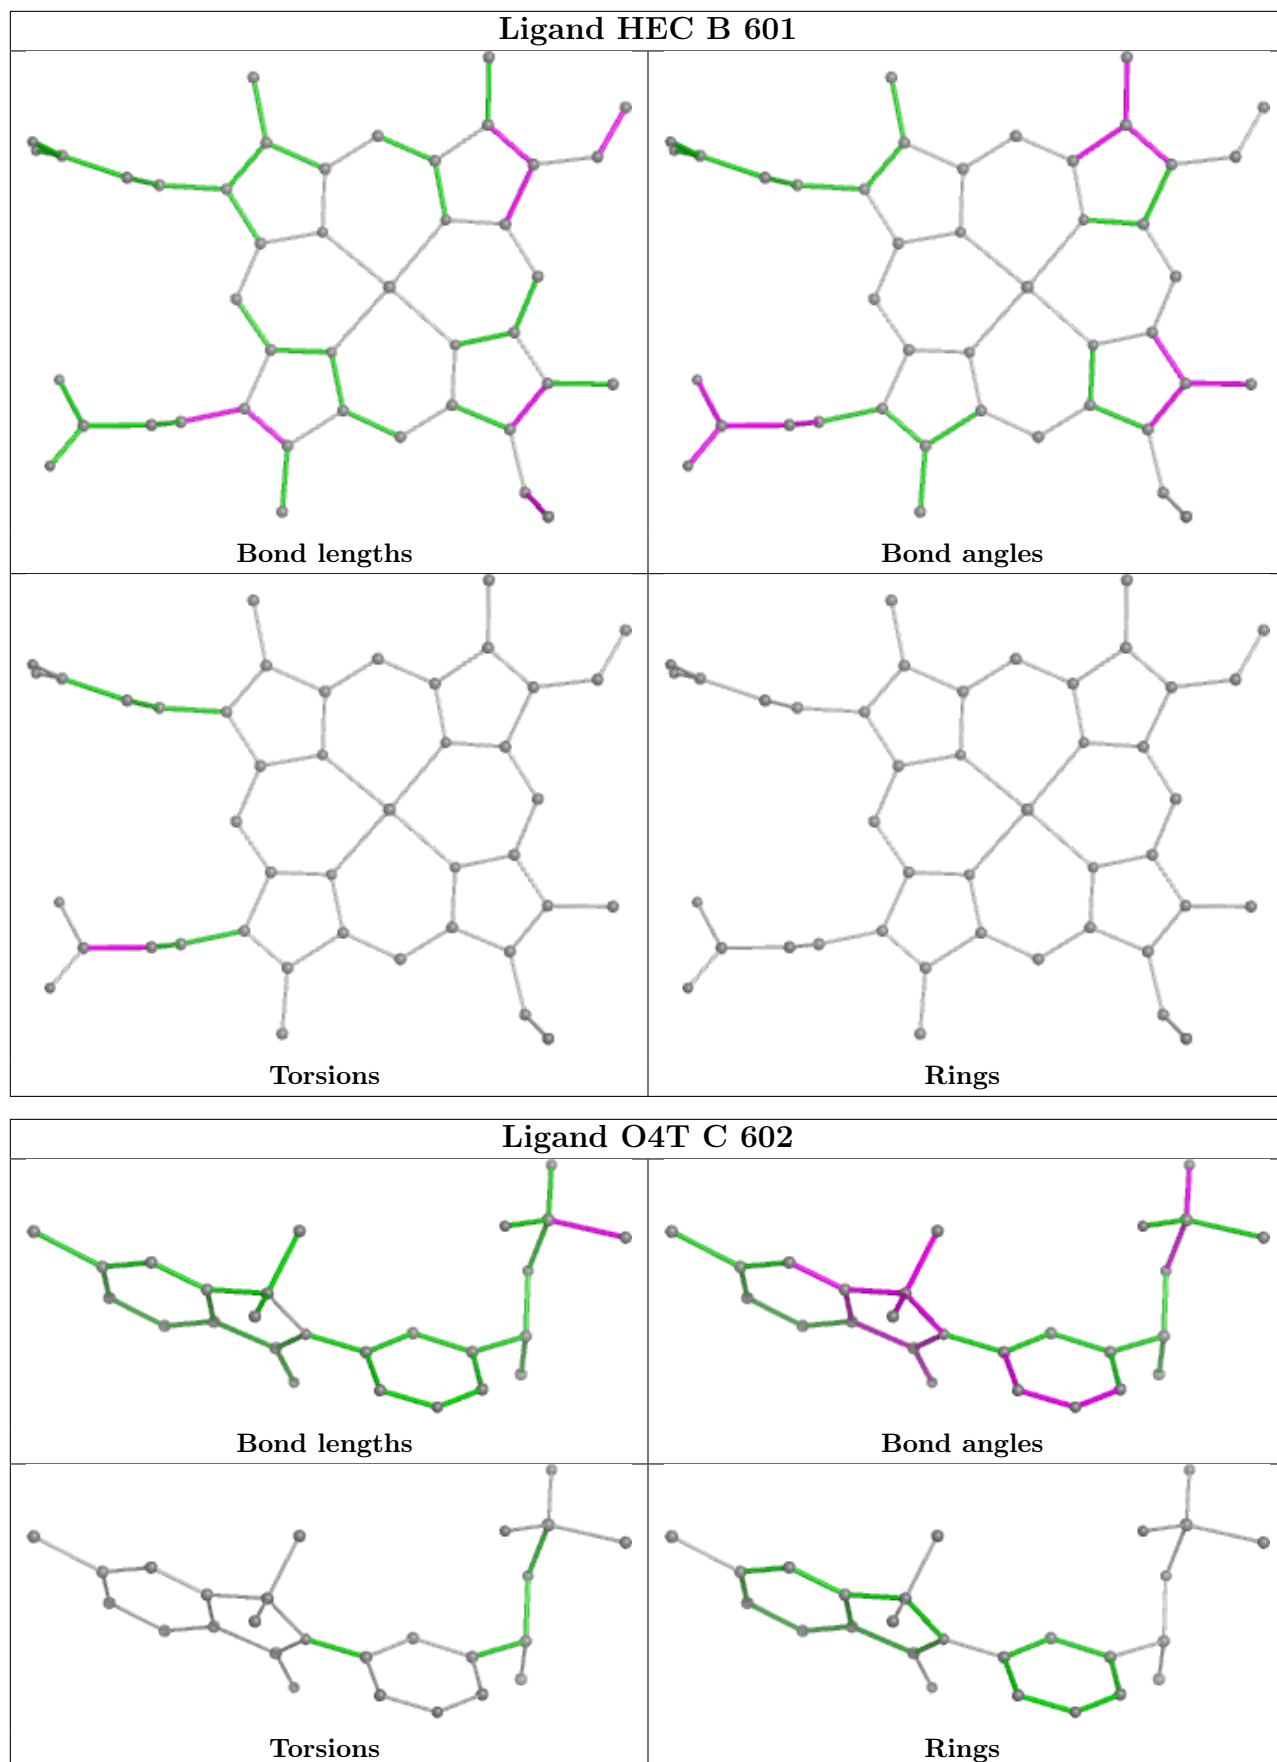 Ligand HEC B 601
Bond lengths
Bond angles
Torsions
Rings
Ligand O4T C 602
Bond lengths
Bond angles
Torsions
Rings